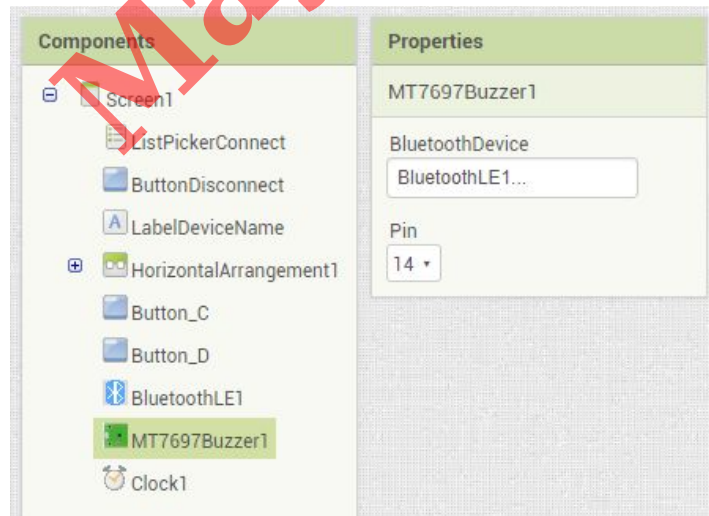 Components
Screen1
ListPickerConnect
ButtonDisconnect
A LabelDeviceName
HorizontalArrangement1
Button_C
Button_D
BluetoothLE1
MT7697Buzzer1
Clock1
Properties
MT7697Buzzer1
BluetoothDevice
BluetoothLE1...
Pin
14